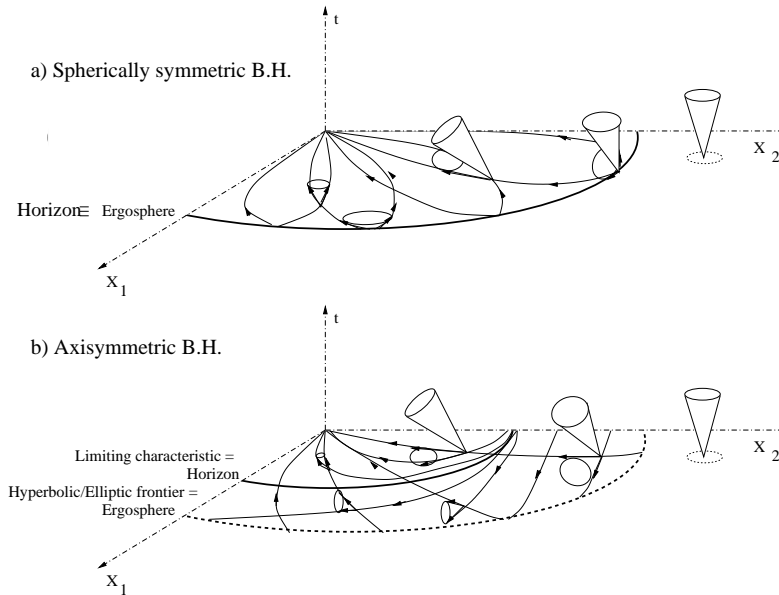 t
a) Spherically symmetric B.H.
X 2
Horizon≡ Ergosphere
X 1
t
b) Axisymmetric B.H.
X 2
Limiting characteristic =
Horizon
Hyperbolic/Elliptic frontier =
Ergosphere
X 1